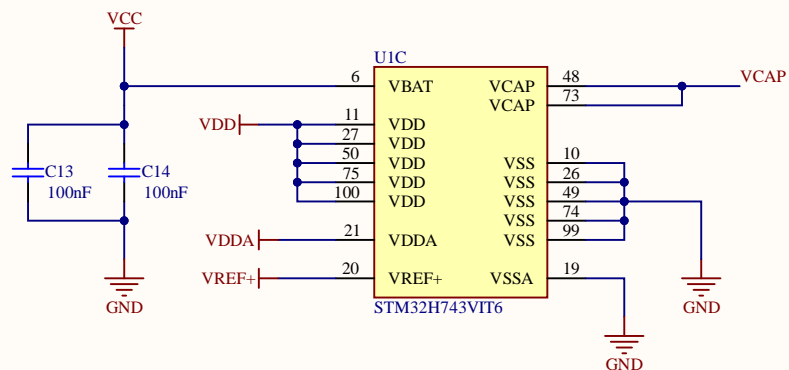 VCC
U1C
6 VBAT VCAP 48 VCAP
VCAP 73
VDD 11 VDD
27 VDD
50 VDD VSS 10
75 VDD VSS 26
100 VDD VSS 49
VSS 74
VDDA 21 VDDA VSS 99
VREF+ 20 VREF+ VSSA 19
C13
100nF
C14
100nF
STM32H743VIT6
GND
GND
GND